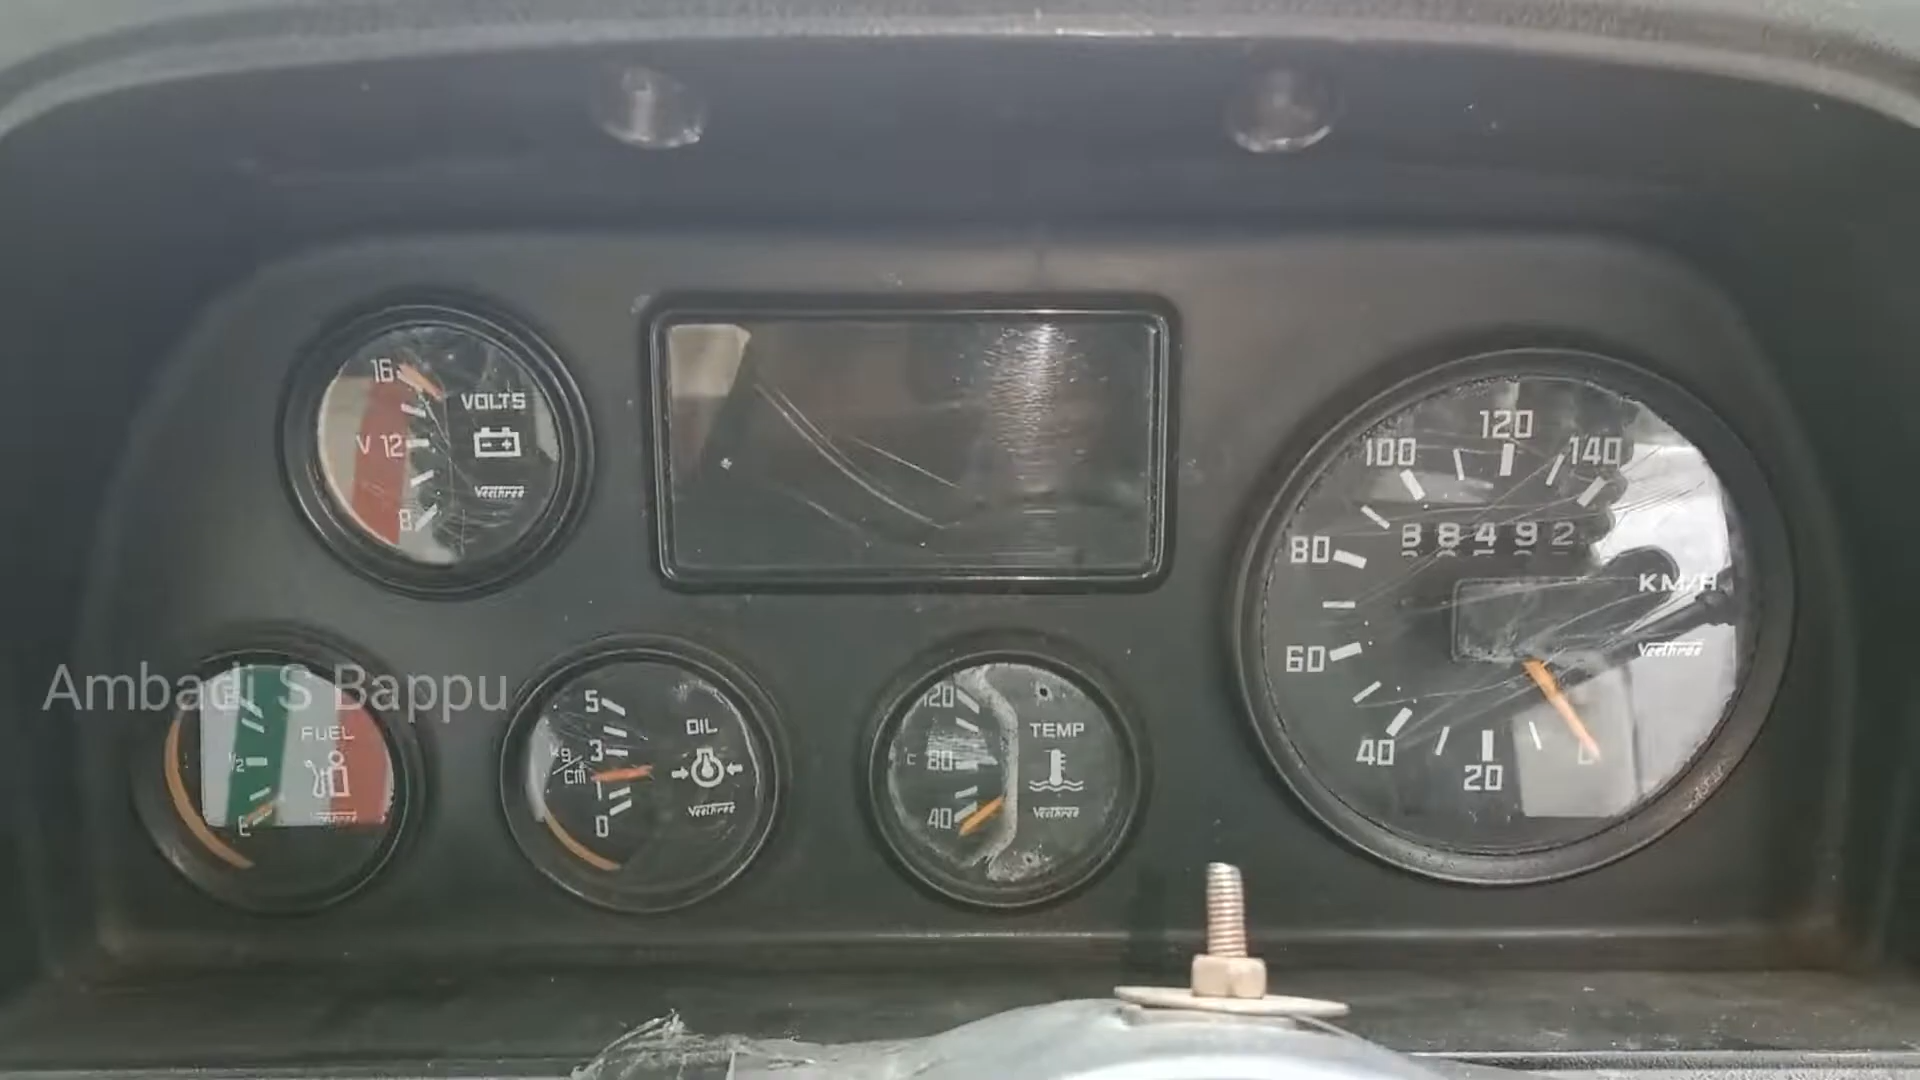 16
VOLTS
V 12
Veethree
8
120
100
140
88492
80
KM/H
60
Veethree
40
0
20
Ambadi S Bappu
FUEL
1/2
E
Veethree
5
OIL
3
kg/cm
1
Veethree
0
120
TEMP
C 80
40
Veethree